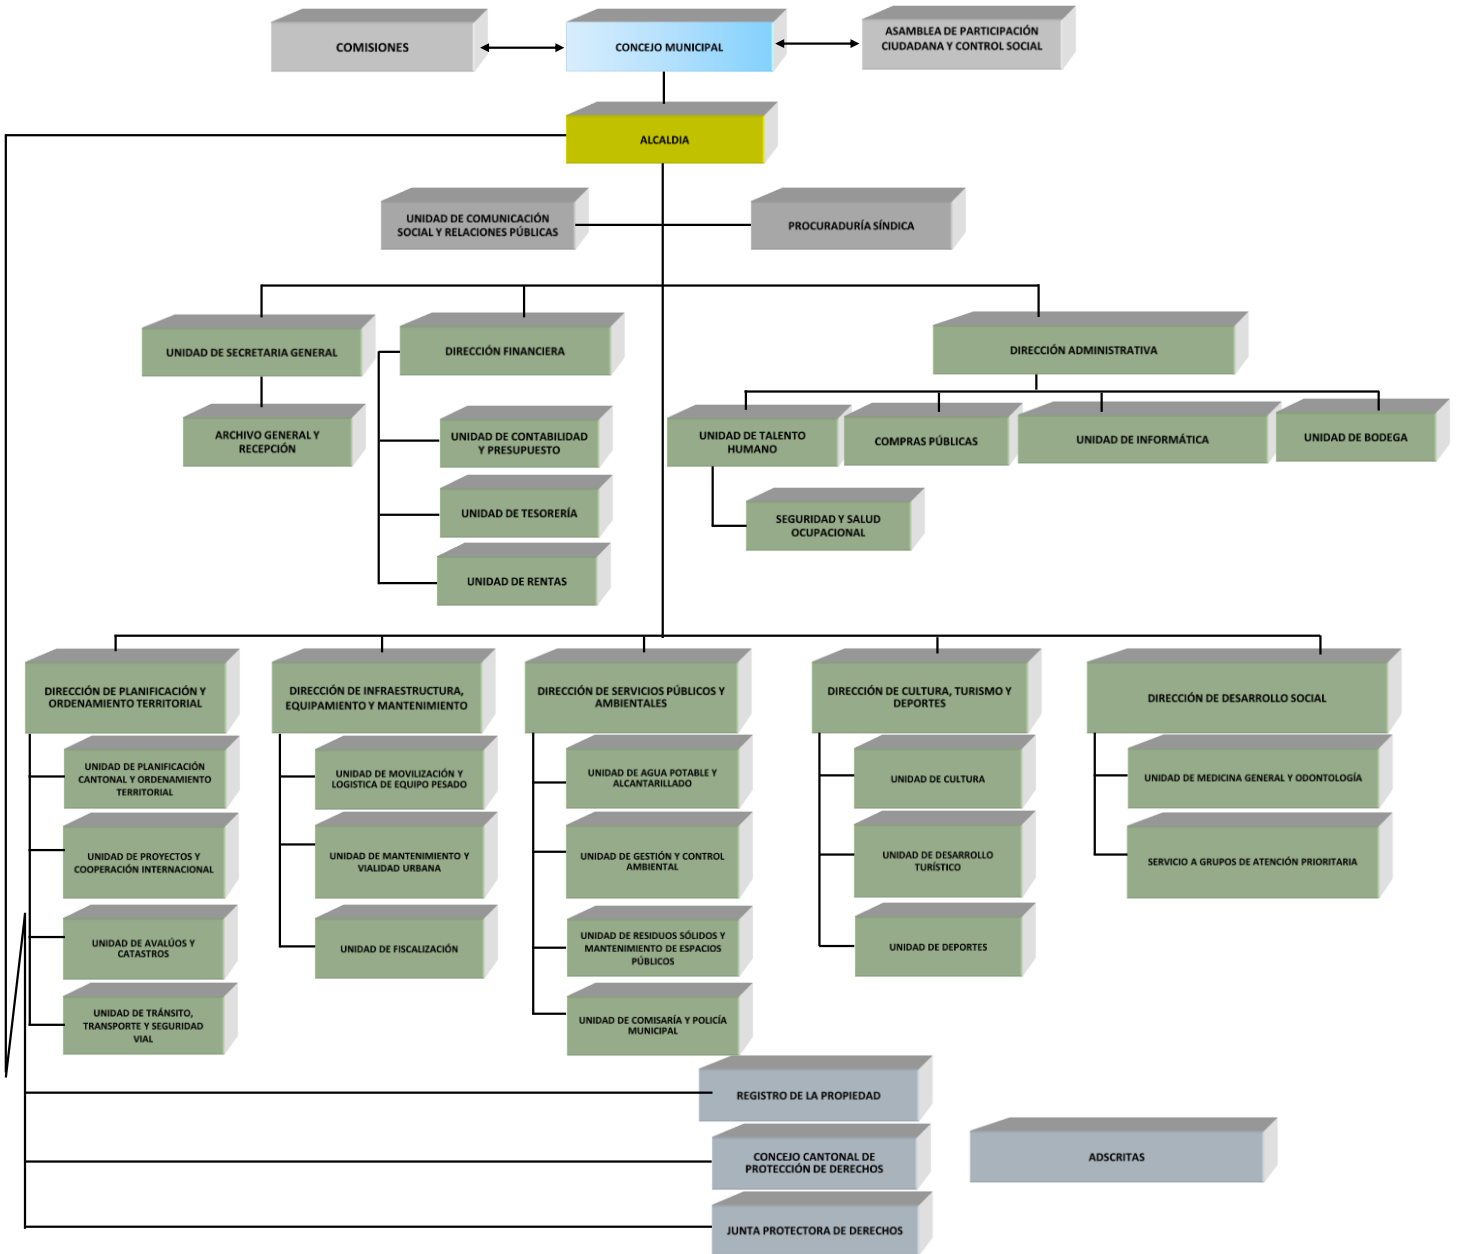 COMISIONES
CONCEJO MUNICIPAL
ASAMBLEA DE PARTICIPACIÓN
CIUDADANA Y CONTROL SOCIAL
ALCALDIA
UNIDAD DE COMUNICACIÓN
SOCIAL Y RELACIONES PÚBLICAS
PROCURADURÍA SÍNDICA
UNIDAD DE SECRETARIA GENERAL
DIRECCIÓN FINANCIERA
DIRECCIÓN ADMINISTRATIVA
ARCHIVO GENERAL Y
RECEPCIÓN
UNIDAD DE CONTABILIDAD
Y PRESUPUESTO
UNIDAD DE TESORERÍA
UNIDAD DE RENTAS
UNIDAD DE TALENTO
HUMANO
COMPRAS PÚBLICAS
UNIDAD DE INFORMÁTICA
UNIDAD DE BODEGA
SEGURIDAD Y SALUD
OCUPACIONAL
DIRECCIÓN DE PLANIFICACIÓN Y
ORDENAMIENTO TERRITORIAL
UNIDAD DE PLANIFICACIÓN
CANTONAL Y ORDENAMIENTO
TERRITORIAL
UNIDAD DE PROYECTOS Y
COOPERACIÓN INTERNACIONAL
UNIDAD DE AVALÚOS Y
CATASTROS
UNIDAD DE TRÁNSITO,
TRANSPORTE Y SEGURIDAD
VIAL
DIRECCIÓN DE INFRAESTRUCTURA,
EQUIPAMIENTO Y MANTENIMIENTO
UNIDAD DE MOVILIZACIÓN Y
LOGISTICA DE EQUIPO PESADO
UNIDAD DE MANTENIMIENTO Y
VIALIDAD URBANA
UNIDAD DE FISCALIZACIÓN
DIRECCIÓN DE SERVICIOS PÚBLICOS Y
AMBIENTALES
UNIDAD DE AGUA POTABLE Y
ALCANTARILLADO
UNIDAD DE GESTIÓN Y CONTROL
AMBIENTAL
UNIDAD DE RESIDUOS SÓLIDOS Y
MANTENIMIENTO DE ESPACIOS
PÚBLICOS
UNIDAD DE COMISARÍA Y POLICÍA
MUNICIPAL
DIRECCIÓN DE CULTURA, TURISMO Y
DEPORTES
UNIDAD DE CULTURA
UNIDAD DE DESARROLLO
TURÍSTICO
UNIDAD DE DEPORTES
DIRECCIÓN DE DESARROLLO SOCIAL
UNIDAD DE MEDICINA GENERAL Y ODONTOLOGÍA
SERVICIO A GRUPOS DE ATENCIÓN PRIORITARIA
REGISTRO DE LA PROPIEDAD
CONCEJO CANTONAL DE
PROTECCIÓN DE DERECHOS
ADSCRITAS
JUNTA PROTECTORA DE DERECHOS